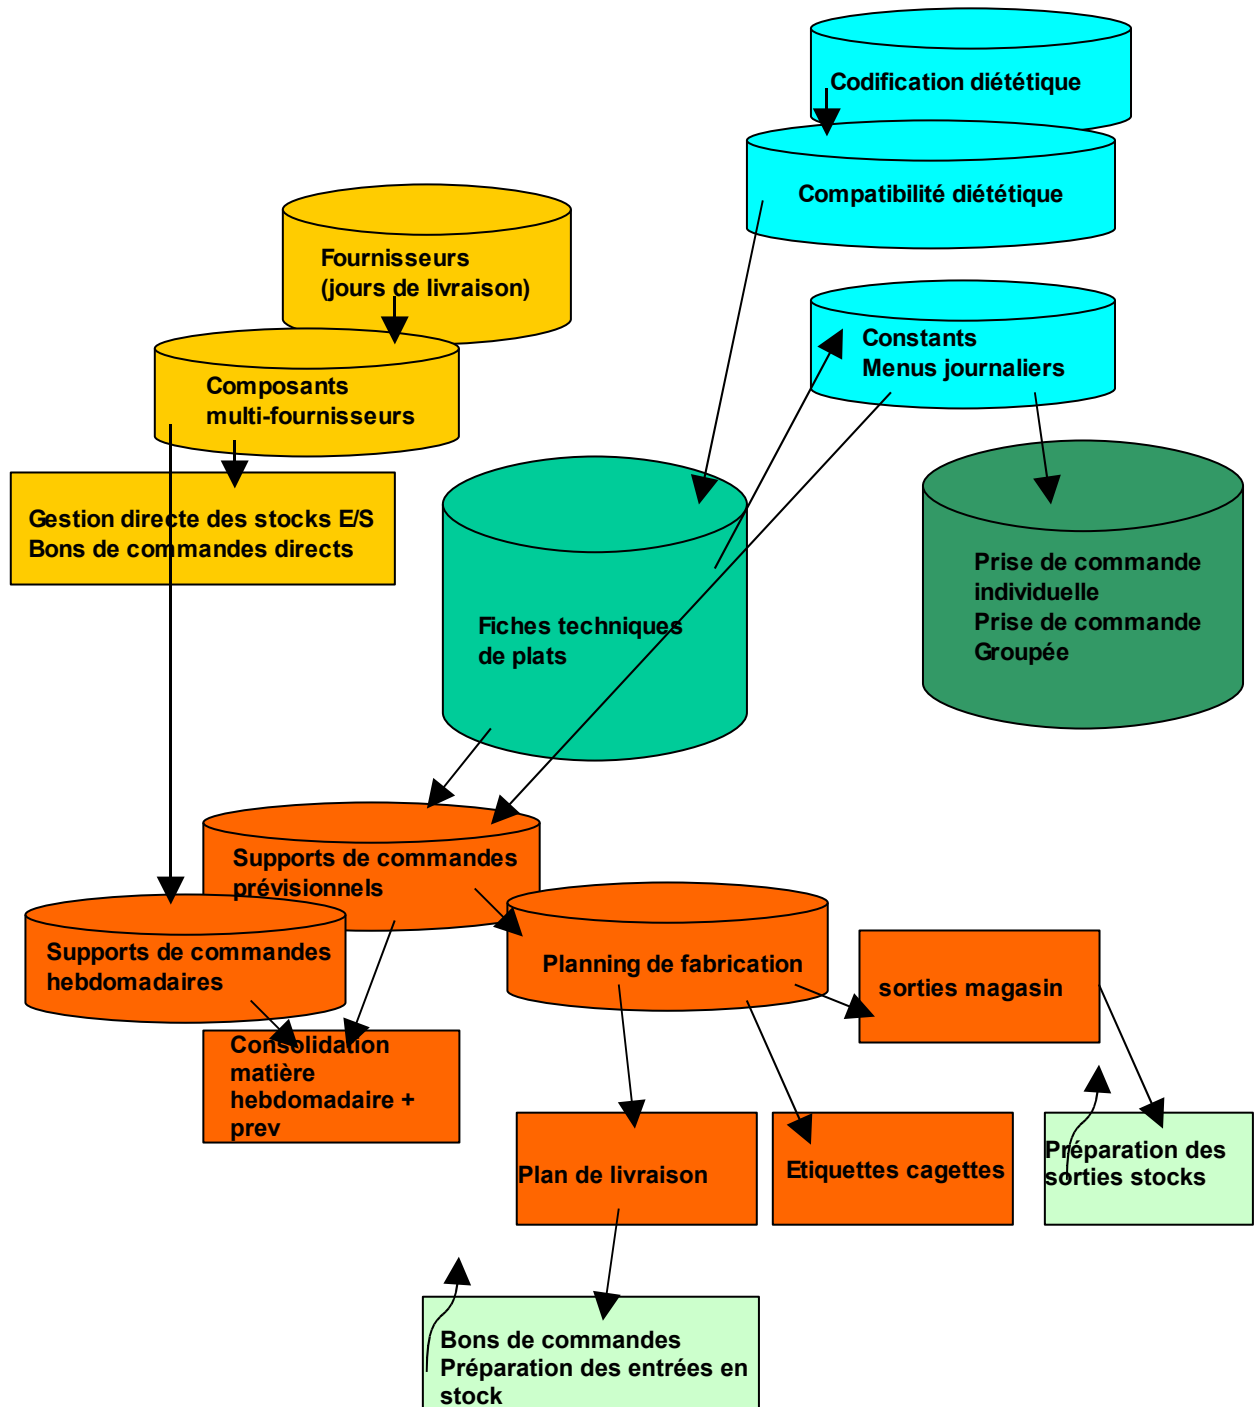 Codification diététique
Compatibilité diététique
Fournisseurs
(jours de livraison)
Constants
Menus journaliers
Composants
multi-fournisseurs
Gestion directe des stocks E/S
Bons de commandes directs
Prise de commande
individuelle
Prise de commande
Groupée
Fiches techniques
de plats
Supports de commandes
prévisionnels
Supports de commandes
hebdomadaires
Planning de fabrication
sorties magasin
Consolidation
matière
hebdomadaire +
prev
Plan de livraison
Etiquettes cagettes
Préparation des
sorties stocks
Bons de commandes
Préparation des entrées en
stock